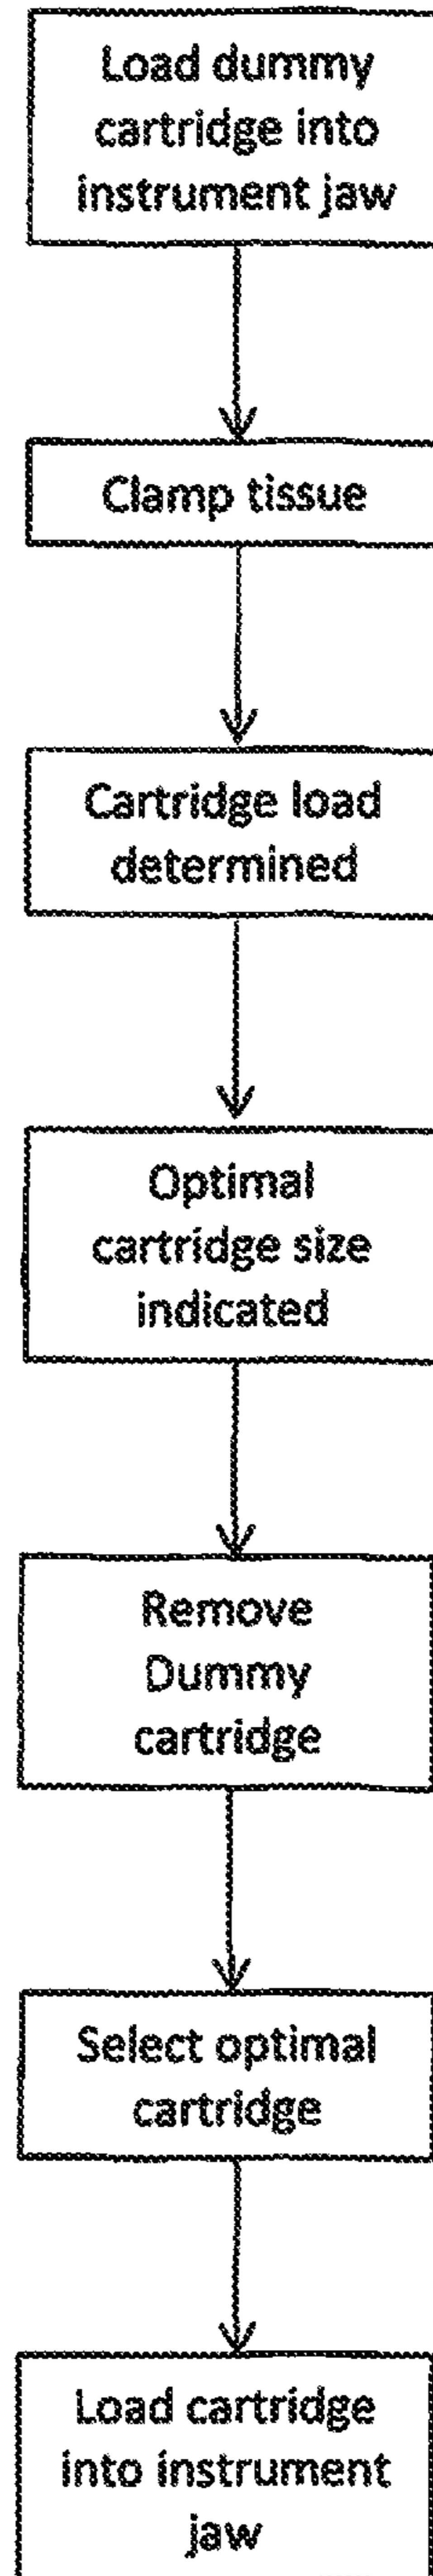 Load dummy
cartridge into
instrument jaw
Clamp tissue
Cartridge load
determined
Optimal
cartridge size
indicated
Remove
Dummy
cartridge
Select optimal
cartridge
Load cartridge
into instrument
jaw